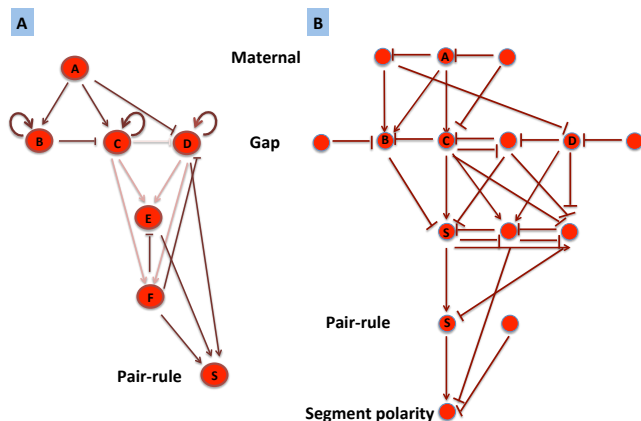 A
B
Maternal
A
A
B
C
D
Gap
B
C
D
E
S
F
Pair-rule
S
Pair-rule
S
Segment polarity